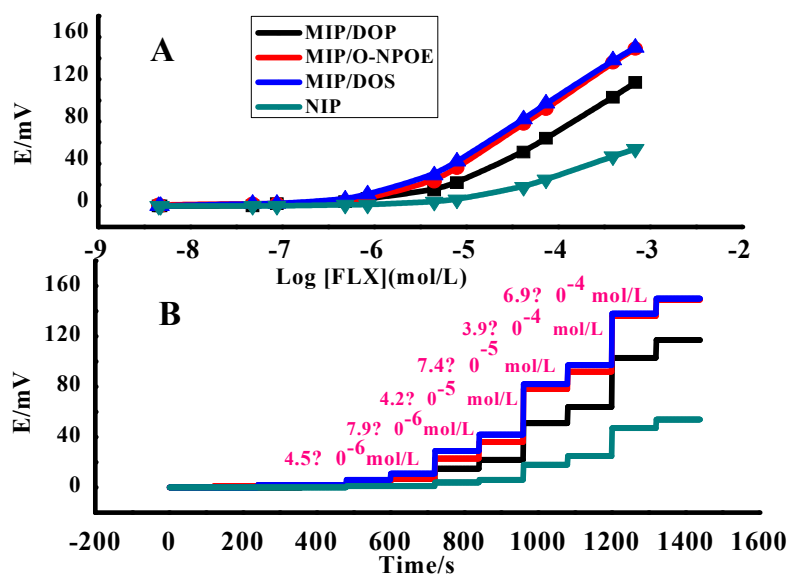 A
MIP/DOP
MIP/O-NPOE
MIP/DOS
NIP
E/mV
160
120
80
40
0
-9
-8
-7
-6
-5
-4
-3
-2
Log [FLX](mol/L)
B
6.9? 0-4 mol/L
3.9? 0-4 mol/L
7.4? 0-5 mol/L
4.2? 0-5 mol/L
7.9? 0-6 mol/L
4.5? 0-6 mol/L
E/mV
160
120
80
40
0
-200
0
200
400
600
800
1000
1200
1400
1600
Time/s